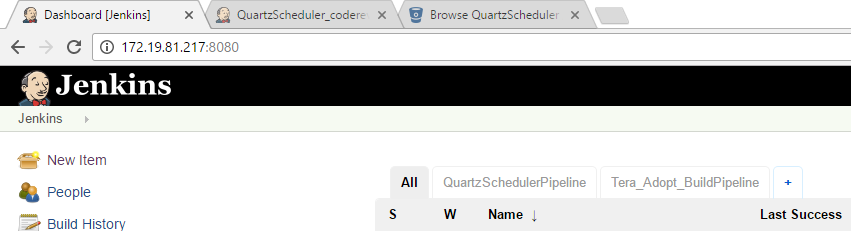 Dashboard [Jenkins] QuartzScheduler_codere Browse QuartzScheduler
172.19.81.217:8080
Jenkins
Jenkins
New Item
People
Build History
All QuartzSchedulerPipeline Tera_Adopt_BuildPipeline +
S W Name ↓ Last Success